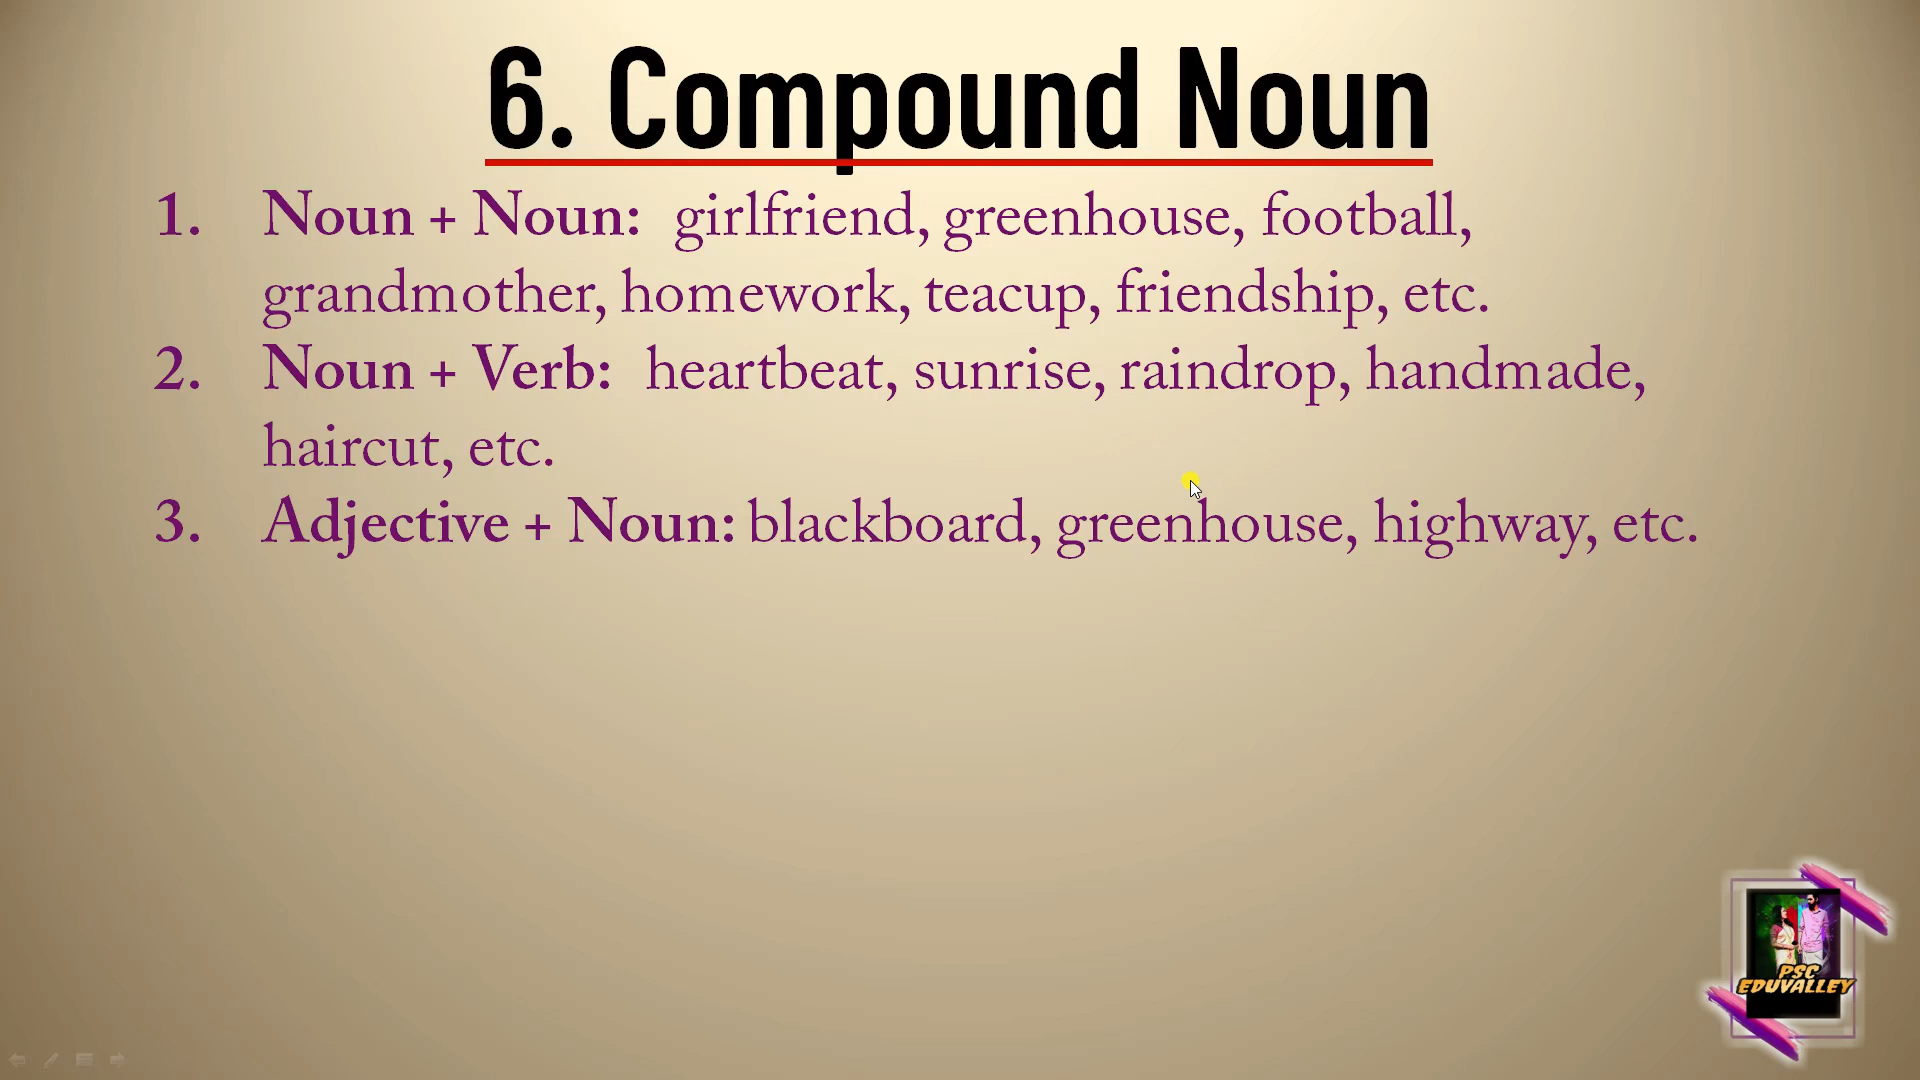 6. Compound Noun
1. Noun + Noun: girlfriend, greenhouse, football,
grandmother, homework, teacup, friendship, etc.
2. Noun + Verb: heartbeat, sunrise, raindrop, handmade,
haircut, etc.
3. Adjective + Noun: blackboard, greenhouse, highway, etc.
PSC
EDUVALLEY